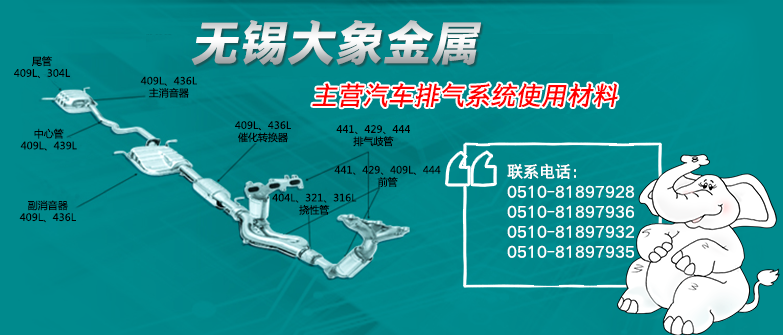 无锡大象金属
主营汽车排气系统使用材料
尾管
409L、304L
409L、436L
主消音器
中心管
409L、439L
409L、436L
催化转换器
441、429、444
排气歧管
441、429、409L、444
前管
404L、321、316L
挠性管
副消音器
409L、436L
联系电话：
0510-81897928
0510-81897936
0510-81897932
0510-81897935